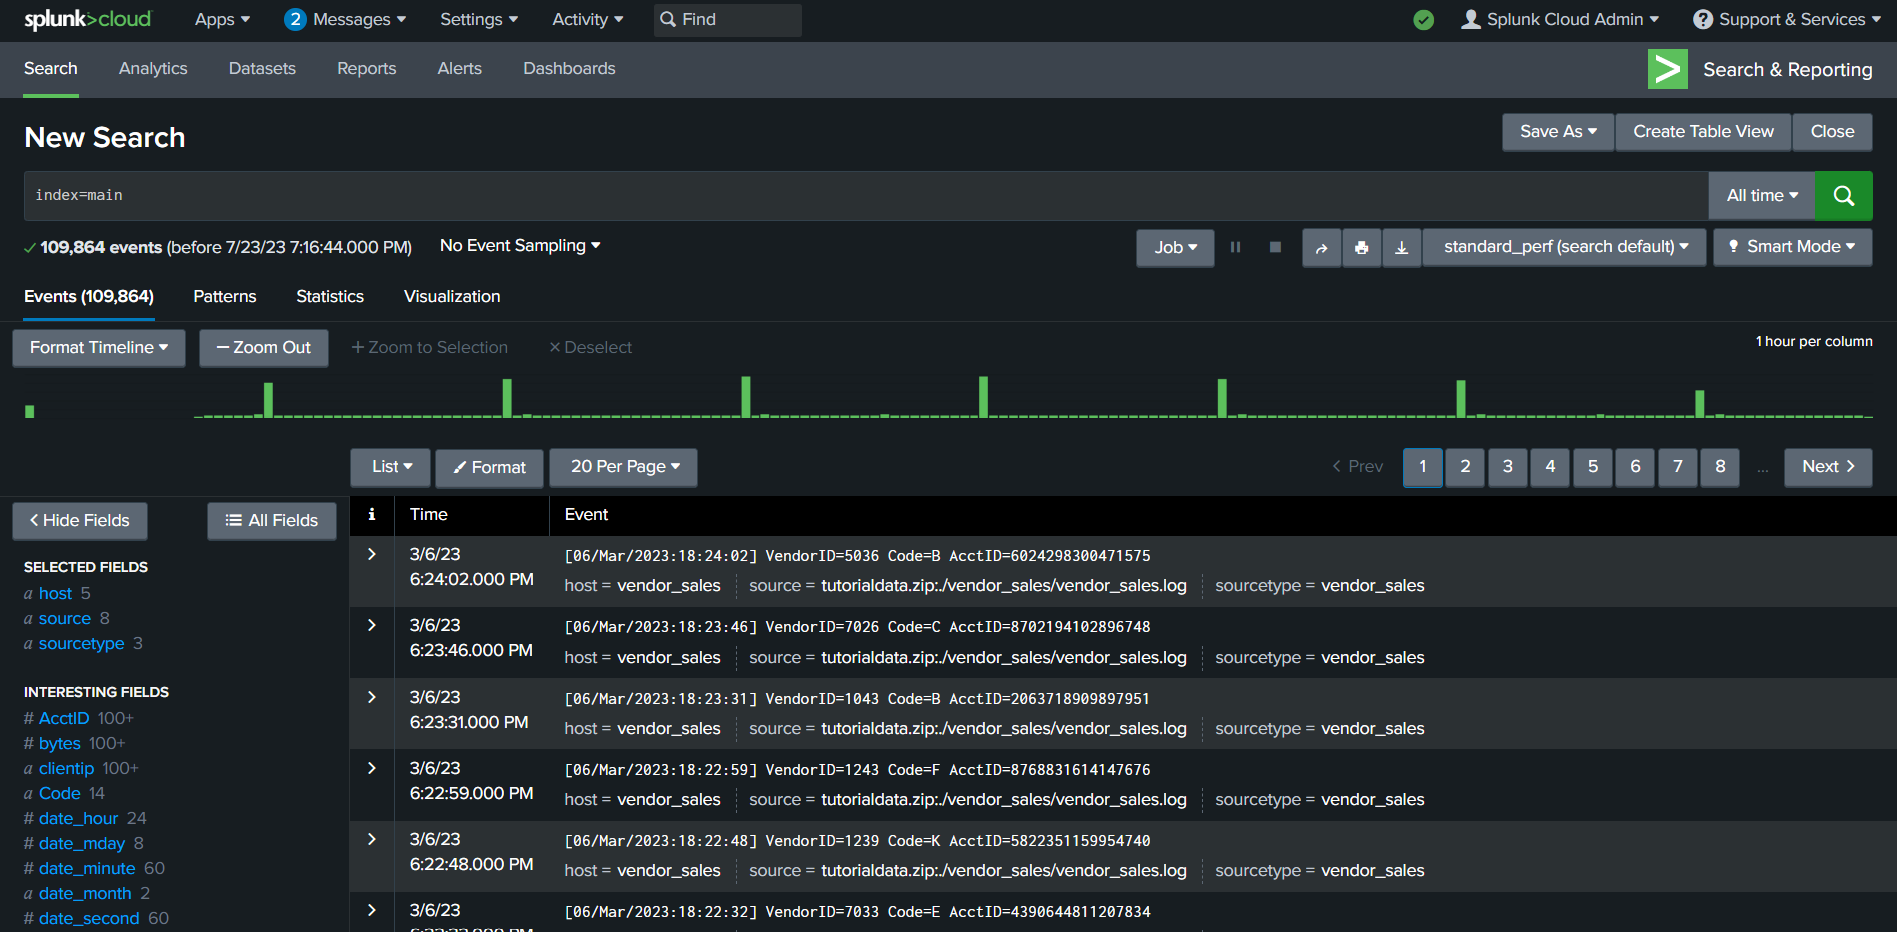 splunk>cloud Apps Messages Settings Activity Find Splunk Cloud Admin Support & Services
2
Search Analytics Datasets Reports Alerts Dashboards Search & Reporting
New Search Save As Create Table View Close
index=main All time
109,864 events (before 7/23/23 7:16:44.000 PM) No Event Sampling Job standard_perf (search default) Smart Mode
Events (109,864) Patterns Statistics Visualization
Format Timeline — Zoom Out + Zoom to Selection × Deselect 1 hour per column
List Format 20 Per Page < Prev 1 2 3 4 5 6 7 8 ... Next >
< Hide Fields All Fields i Time Event
SELECTED FIELDS
a host 5
a source 8
a sourcetype 3
INTERESTING FIELDS
# AcctID 100+
# bytes 100+
a clientip 100+
a Code 14
# date_hour 24
# date_mday 8
# date_minute 60
a date_month 2
# date_second 60
> 3/6/23 [06/Mar/2023:18:24:02] VendorID=5036 Code=B AcctID=6024298300471575
6:24:02.000 PM host = vendor_sales source = tutorialdata.zip:./vendor_sales/vendor_sales.log sourcetype = vendor_sales
> 3/6/23 [06/Mar/2023:18:23:46] VendorID=7026 Code=C AcctID=8702194102896748
6:23:46.000 PM host = vendor_sales source = tutorialdata.zip:./vendor_sales/vendor_sales.log sourcetype = vendor_sales
> 3/6/23 [06/Mar/2023:18:23:31] VendorID=1043 Code=B AcctID=2063718909897951
6:23:31.000 PM host = vendor_sales source = tutorialdata.zip:./vendor_sales/vendor_sales.log sourcetype = vendor_sales
> 3/6/23 [06/Mar/2023:18:22:59] VendorID=1243 Code=F AcctID=8768831614147676
6:22:59.000 PM host = vendor_sales source = tutorialdata.zip:./vendor_sales/vendor_sales.log sourcetype = vendor_sales
> 3/6/23 [06/Mar/2023:18:22:48] VendorID=1239 Code=K AcctID=5822351159954740
6:22:48.000 PM host = vendor_sales source = tutorialdata.zip:./vendor_sales/vendor_sales.log sourcetype = vendor_sales
> 3/6/23 [06/Mar/2023:18:22:32] VendorID=7033 Code=E AcctID=4390644811207834